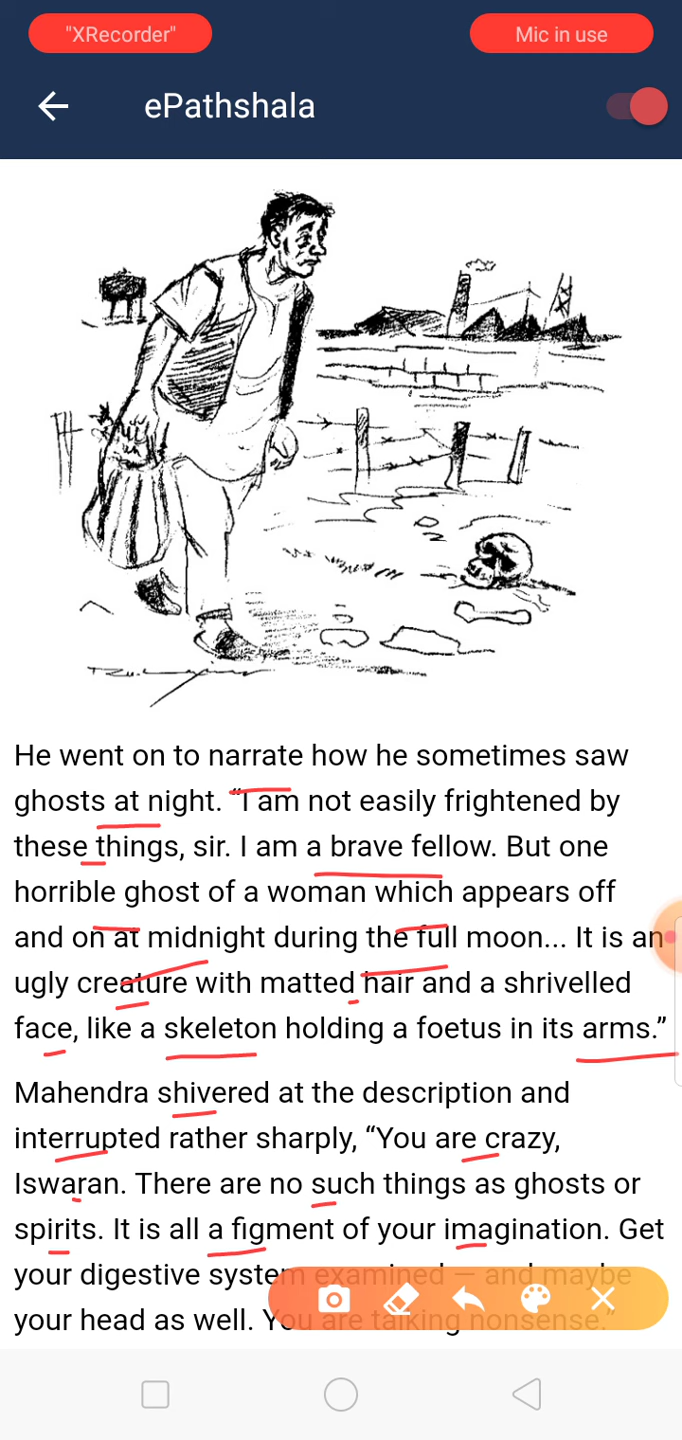 "XRecorder"
Mic in use
ePathshala
He went on to narrate how he sometimes saw
ghosts at night. “I am not easily frightened by
these things, sir. I am a brave fellow. But one
horrible ghost of a woman which appears off
and on at midnight during the full moon... It is an
ugly creature with matted hair and a shrivelled
face, like a skeleton holding a foetus in its arms.”
Mahendra shivered at the description and
interrupted rather sharply, “You are crazy,
Iswaran. There are no such things as ghosts or
spirits. It is all a figment of your imagination. Get
your digestive system examined — and maybe
your head as well. You are talking nonsense.”